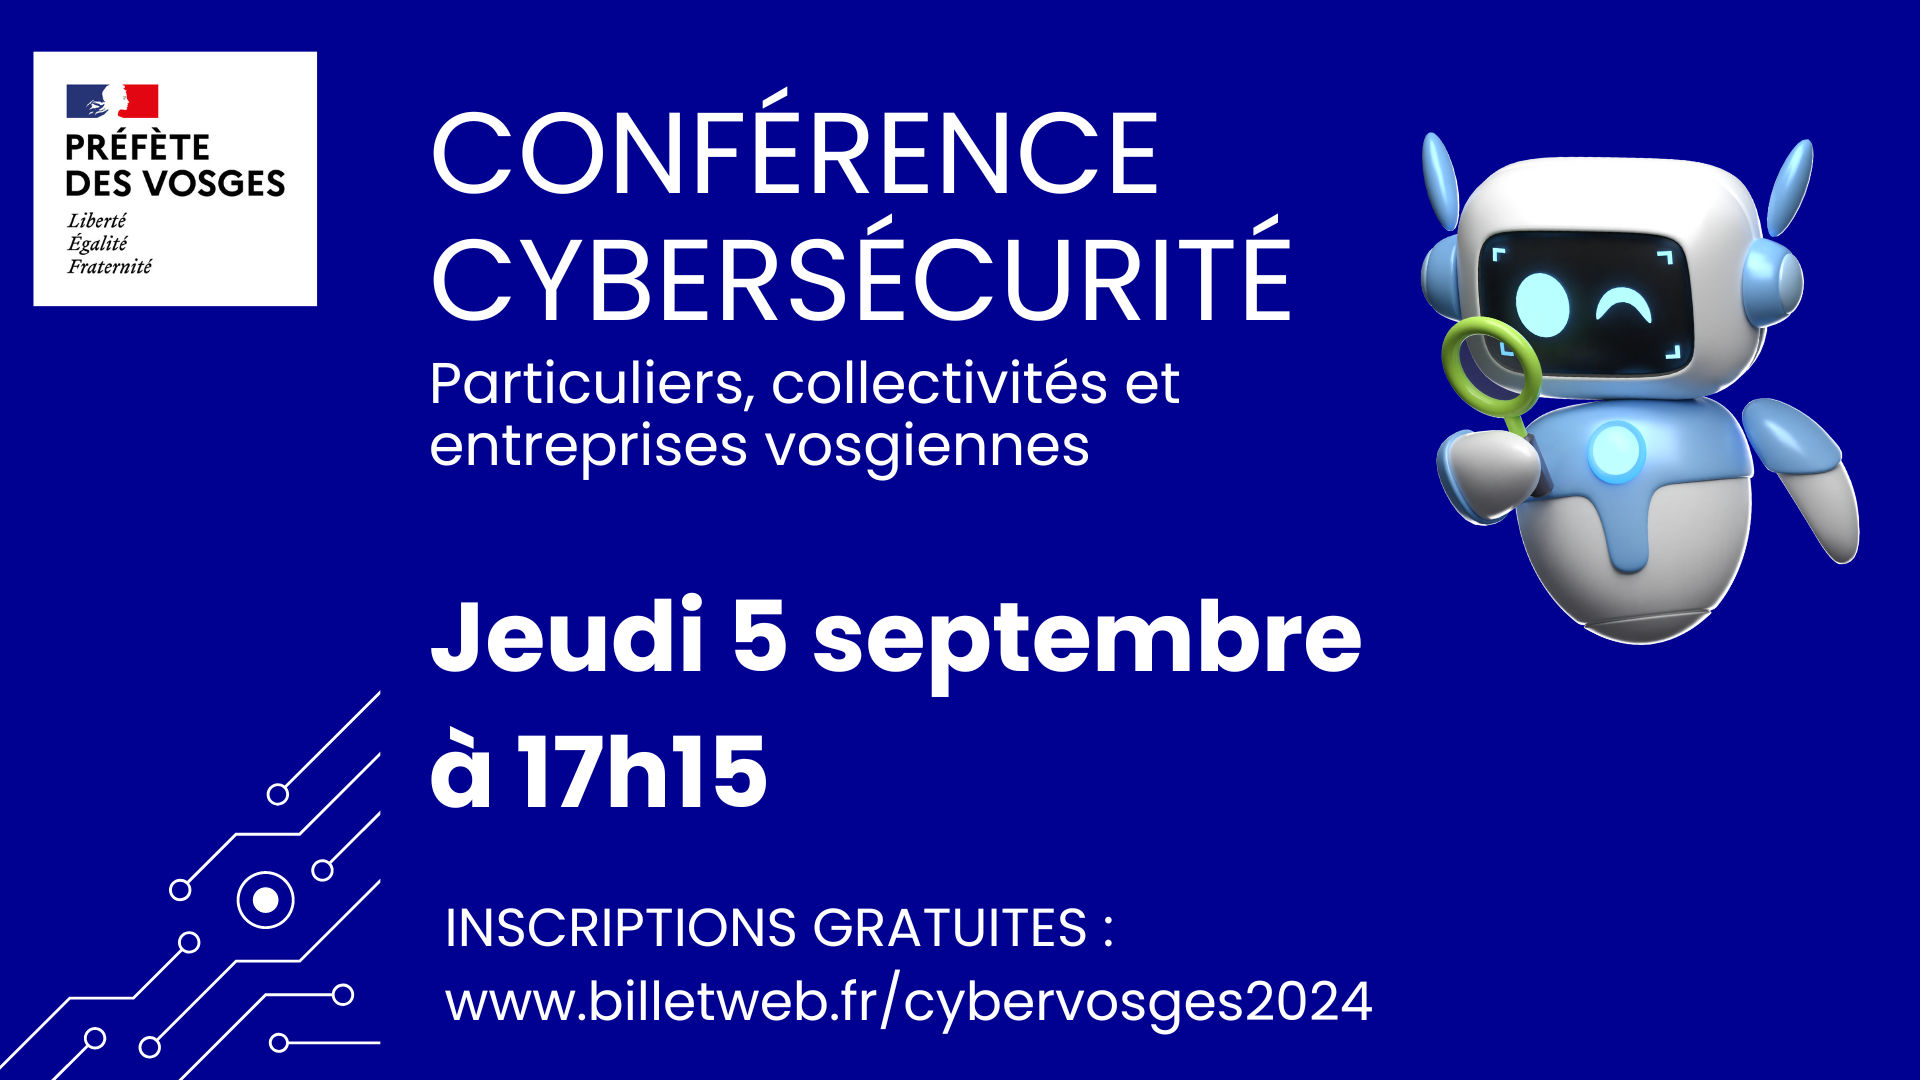 PRÉFÈTE
DES VOSGES
Liberté
Égalité
Fraternité
CONFÉRENCE
CYBERSÉCURITÉ
Particuliers, collectivités et
entreprises vosgiennes
Jeudi 5 septembre
à 17h15
INSCRIPTIONS GRATUITES :
www.billetweb.fr/cybervosges2024